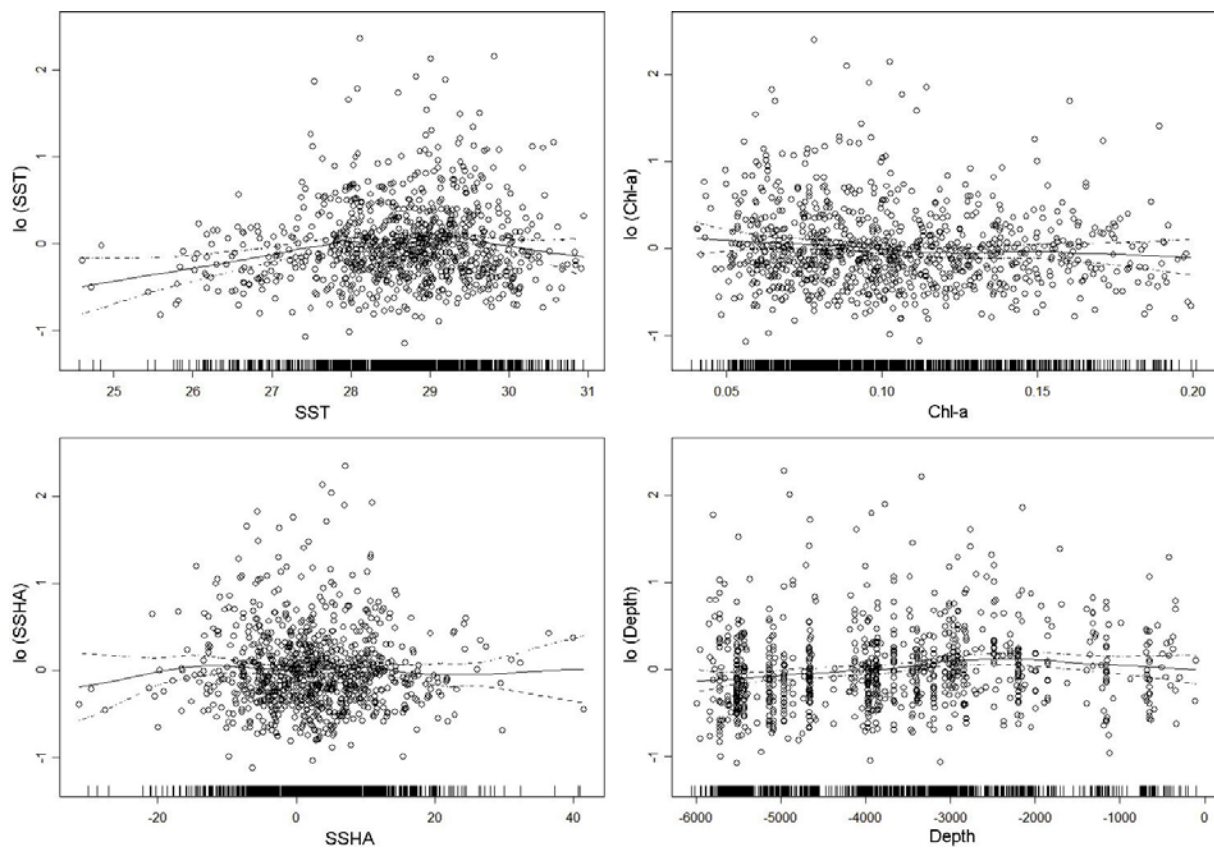 lo (SST)
2
1
0
-1
25 26 27 28 29 30 31
SST
lo (Chl-a)
2
1
0
-1
0.05 0.10 0.15 0.20
Chl-a
lo (SSHA)
2
1
0
-1
-20 0 20 40
SSHA
lo (Depth)
2
1
0
-1
-6000 -5000 -4000 -3000 -2000 -1000 0
Depth